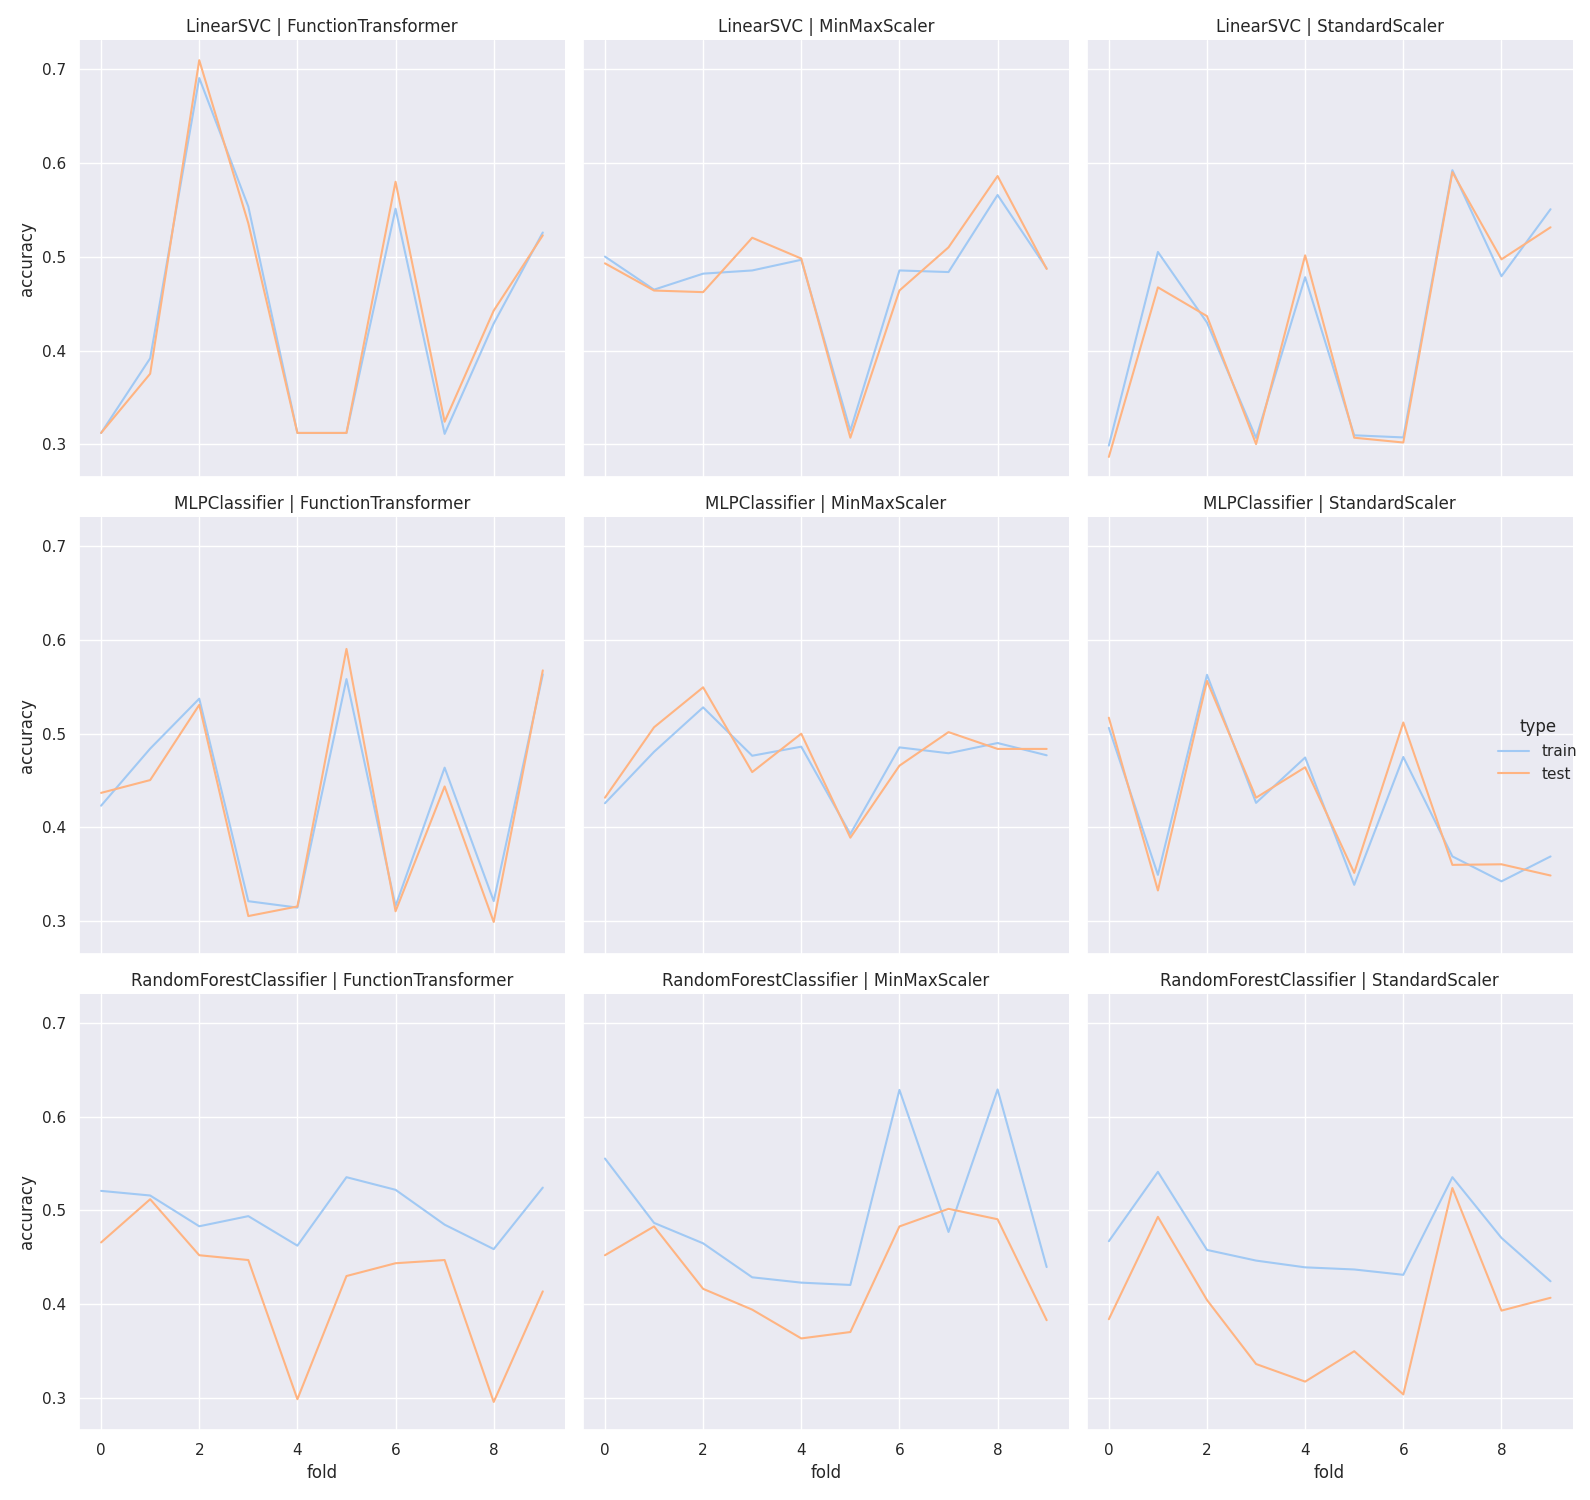 LinearSVC | FunctionTransformer
LinearSVC | MinMaxScaler
LinearSVC | StandardScaler
0.7
0.6
0.5
0.4
0.3
accuracy
MLPClassifier | FunctionTransformer
MLPClassifier | MinMaxScaler
MLPClassifier | StandardScaler
0.7
0.6
0.5
0.4
0.3
accuracy
type
train
test
RandomForestClassifier | FunctionTransformer
RandomForestClassifier | MinMaxScaler
RandomForestClassifier | StandardScaler
0.7
0.6
0.5
0.4
0.3
accuracy
0 2 4 6 8
0 2 4 6 8
0 2 4 6 8
fold
fold
fold